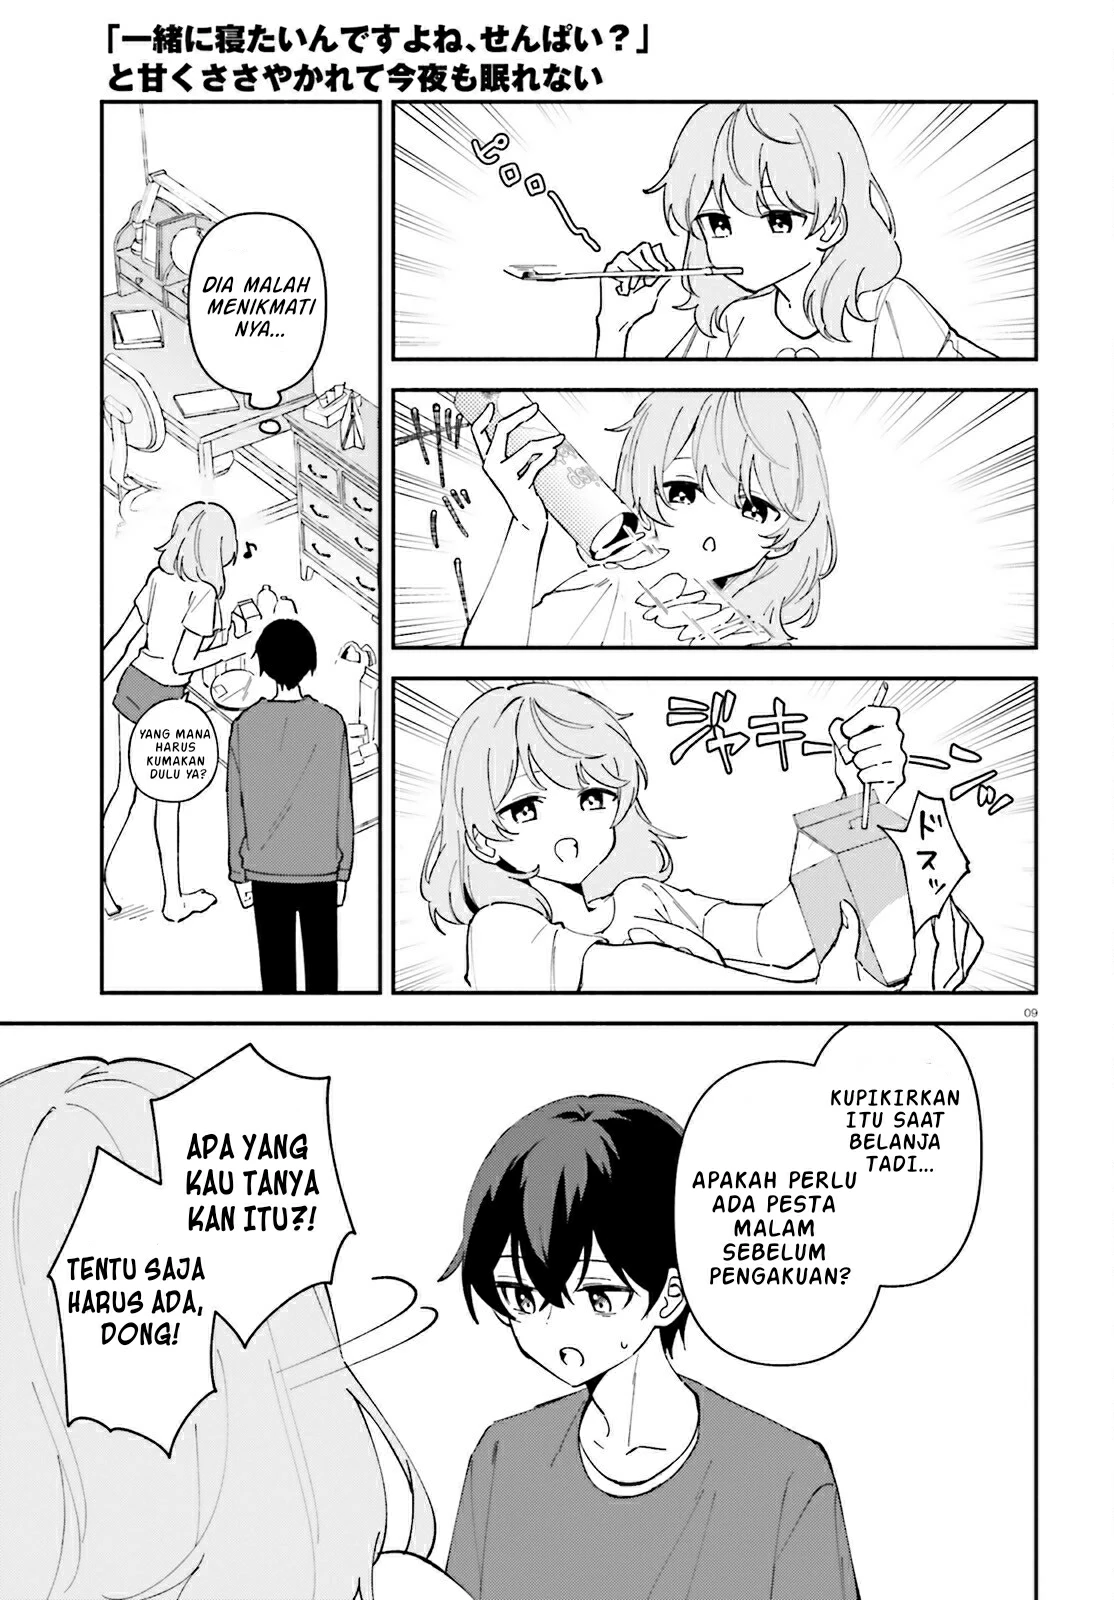 「一緒に寝たいんですよね、せんぱい？」
と甘くささやかれて今夜も眠れない
ピロロ〜
DIA MALAH
MENIKMATI
NYA...
YANG MANA
HARUS
KUMAKAN
DULU YA?
ジャキーーン
ドスッ
09
KUPIKIRKAN
ITU SAAT
BELANJA
TADI...
APAKAH PERLU
ADA PESTA
MALAM
SEBELUM
PENGAKUAN?
APA YANG
KAU TANYA
KAN ITU?!
TENTU SAJA
HARUS ADA,
DONG!